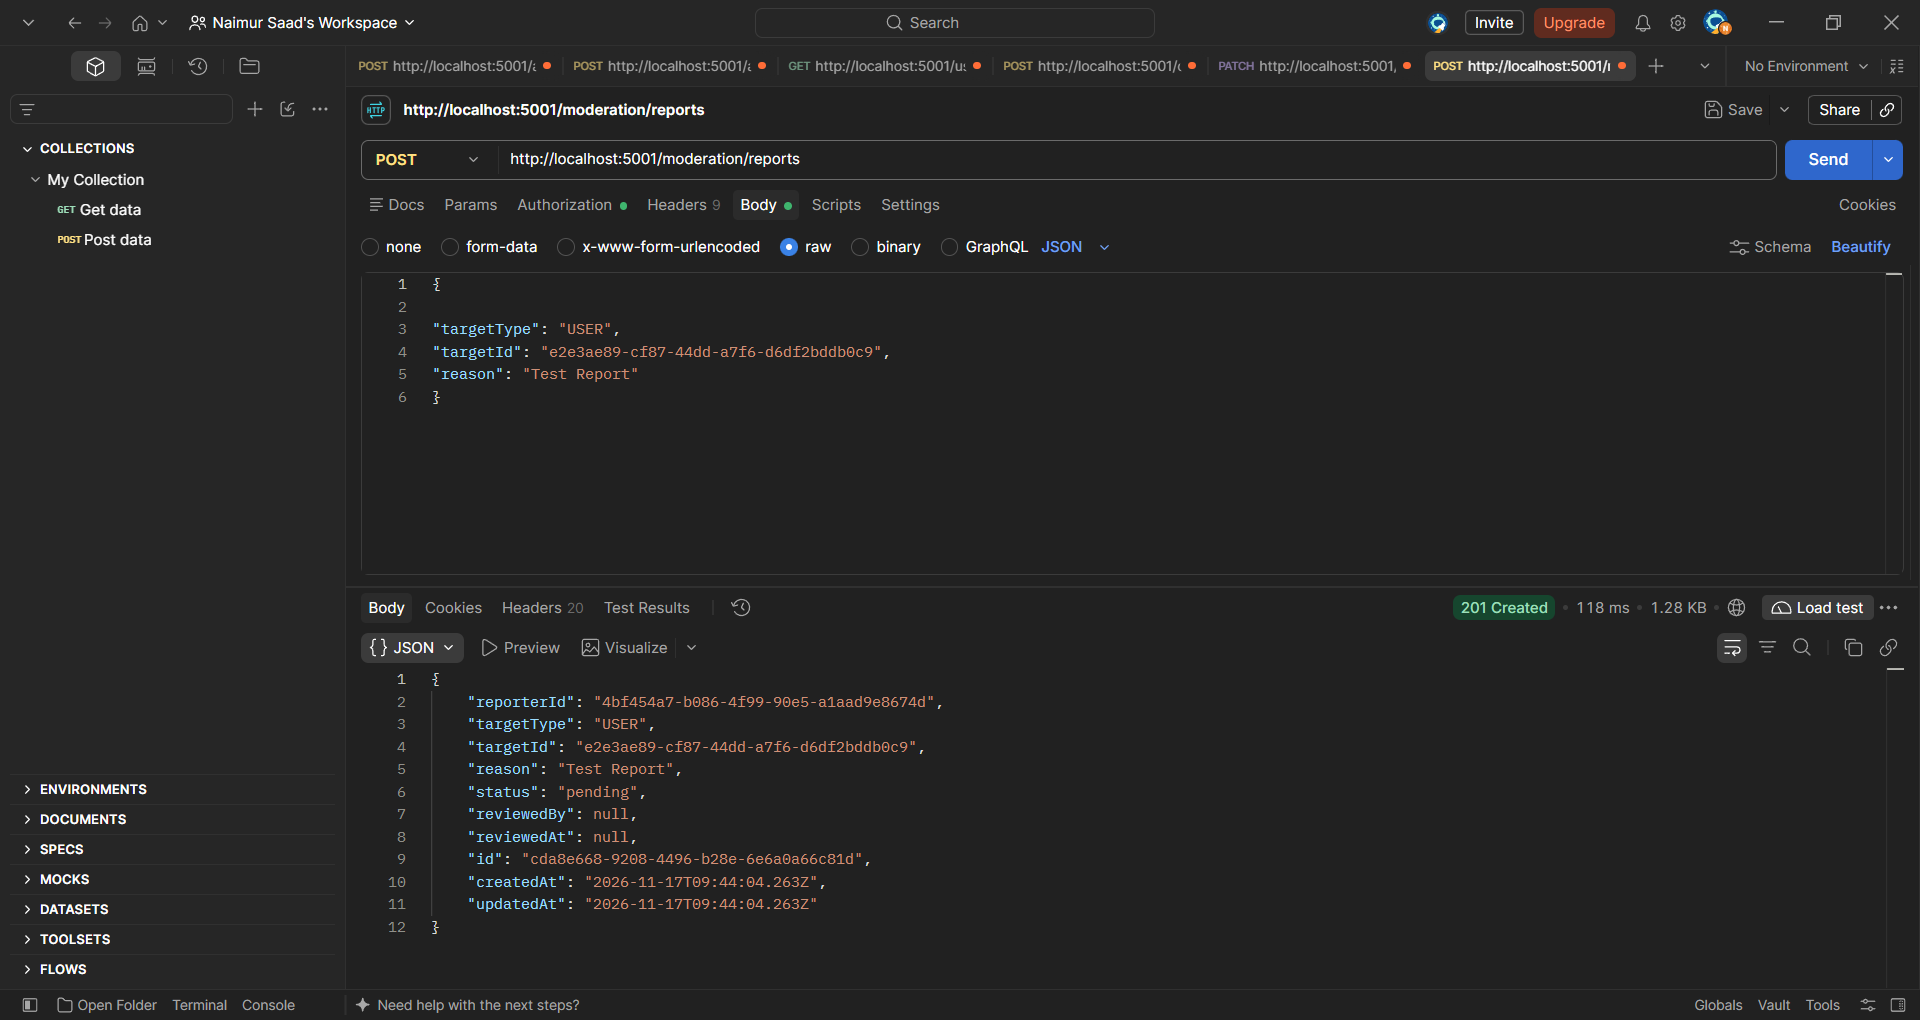 Naimur Saad's Workspace
Search
Invite
Upgrade
POST http://localhost:5001/
POST http://localhost:5001/
GET http://localhost:5001/u
POST http://localhost:5001/
PATCH http://localhost:5001/
POST http://localhost:5001/
No Environment
HTTP http://localhost:5001/moderation/reports
Save
Share
COLLECTIONS
My Collection
GET Get data
POST Post data
POST http://localhost:5001/moderation/reports
Send
Docs Params Authorization Headers 9 Body Scripts Settings Cookies
none form-data x-www-form-urlencoded raw binary GraphQL JSON Schema Beautify
1 {
2
3 "targetType": "USER",
4 "targetId": "e2e3ae89-cf87-44dd-a7f6-d6df2bddb0c9",
5 "reason": "Test Report"
6 }
Body Cookies Headers 20 Test Results 201 Created • 118 ms • 1.28 KB • Load test
{} JSON Preview Visualize
1 {
2 "reporterId": "4bf454a7-b086-4f99-90e5-a1aad9e8674d",
3 "targetType": "USER",
4 "targetId": "e2e3ae89-cf87-44dd-a7f6-d6df2bddb0c9",
5 "reason": "Test Report",
6 "status": "pending",
7 "reviewedBy": null,
8 "reviewedAt": null,
9 "id": "cda8e668-9208-4496-b28e-6e6a0a66c81d",
10 "createdAt": "2026-11-17T09:44:04.263Z",
11 "updatedAt": "2026-11-17T09:44:04.263Z"
12 }
ENVIRONMENTS
DOCUMENTS
SPECS
MOCKS
DATASETS
TOOLSETS
FLOWS
Open Folder Terminal Console Need help with the next steps? Globals Vault Tools